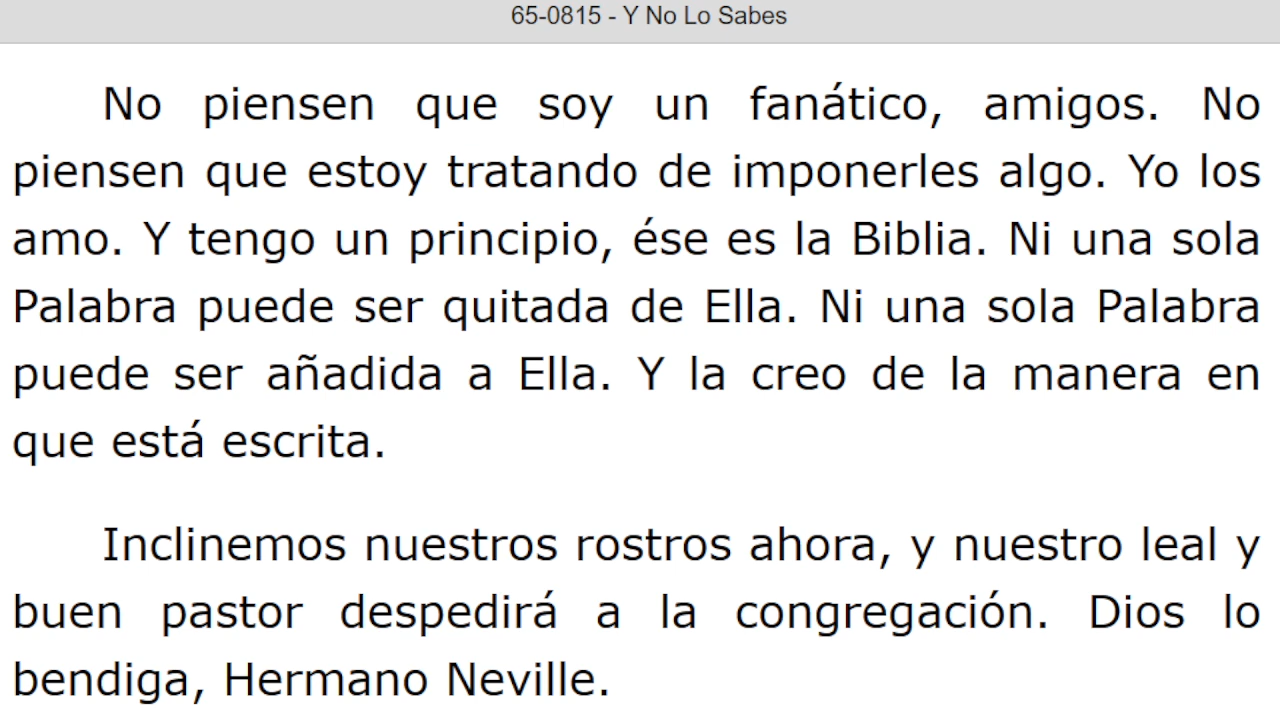 65-0815 - Y No Lo Sabes
No piensen que soy un fanático, amigos. No
piensen que estoy tratando de imponerles algo. Yo los
amo. Y tengo un principio, ése es la Biblia. Ni una sola
Palabra puede ser quitada de Ella. Ni una sola Palabra
puede ser añadida a Ella. Y la creo de la manera en
que está escrita.
Inclinemos nuestros rostros ahora, y nuestro leal y
buen pastor despedirá a la congregación. Dios lo
bendiga, Hermano Neville.